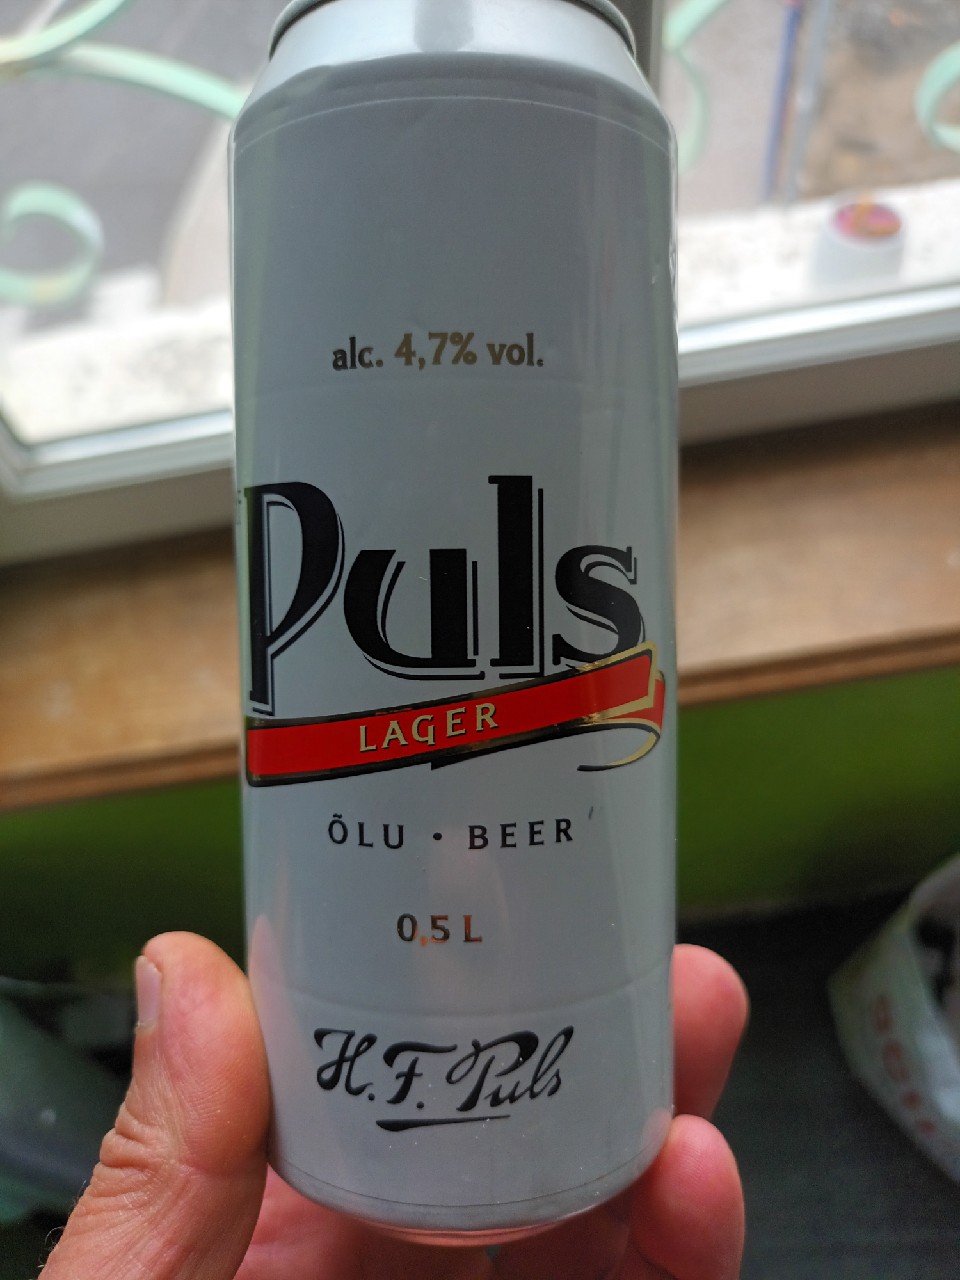 alc. 4,7% vol.
Puls
LAGER
ÕLU • BEER
0,5 L
H.F. Puls